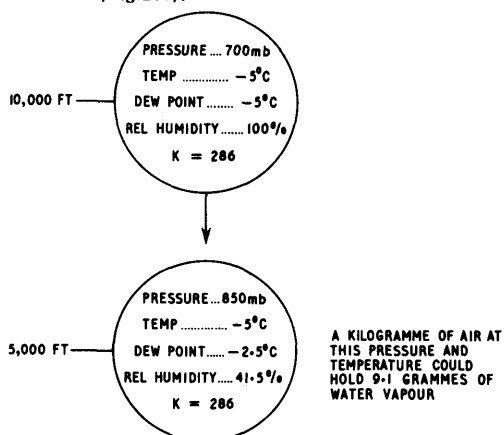 PRESSURE.... 700mb
TEMP ............. –5°C
10,000 FT
DEW POINT........ –5°C
REL HUMIDITY....... 100%
K = 286
PRESSURE...850mb
TEMP ............. –5°C
5,000 FT
DEW POINT..... –2·5°C
REL HUMIDITY..... 41·5%
K = 286
A KILOGRAMME OF AIR AT
THIS PRESSURE AND
TEMPERATURE COULD
HOLD 9·1 GRAMMES OF
WATER VAPOUR